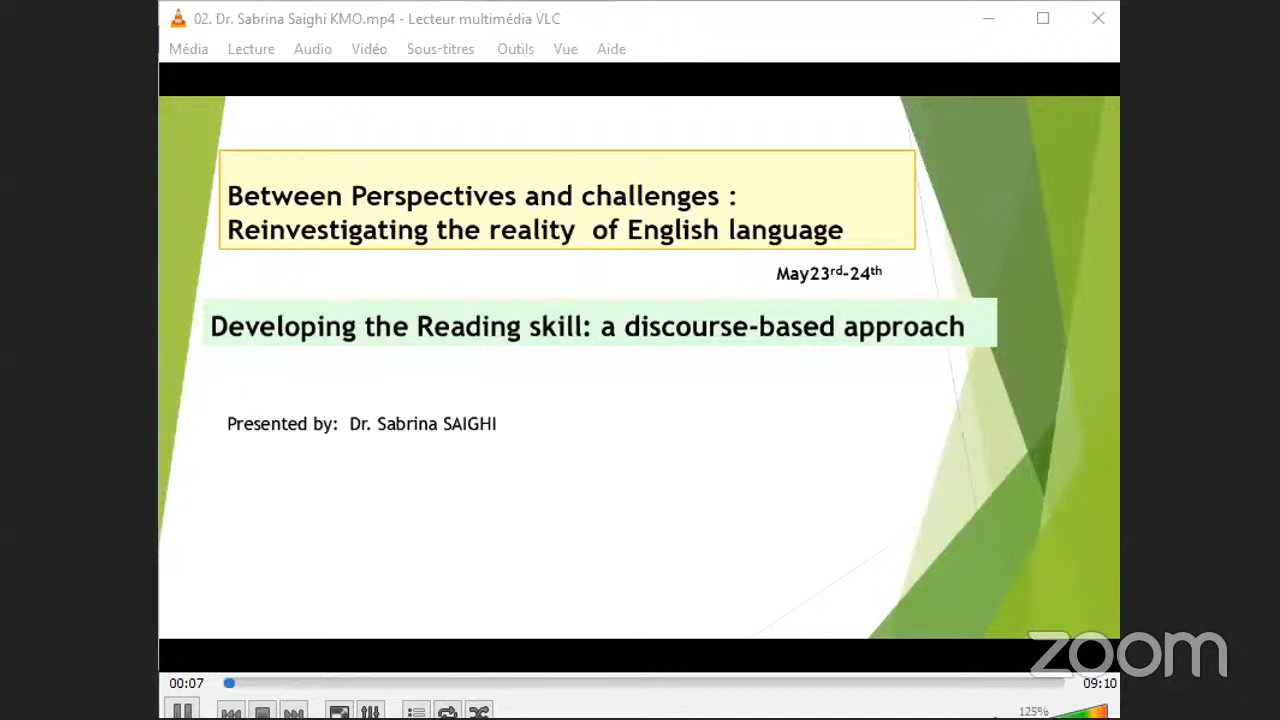 02. Dr. Sabrina Saighi KMO.mp4 - Lecteur multimédia VLC
Média Lecture Audio Vidéo Sous-titres Outils Vue Aide
Between Perspectives and challenges :
Reinvestigating the reality of English language
May23rd-24th
Developing the Reading skill: a discourse-based approach
Presented by: Dr. Sabrina SAIGHI
zoom
00:07 09:10
125%